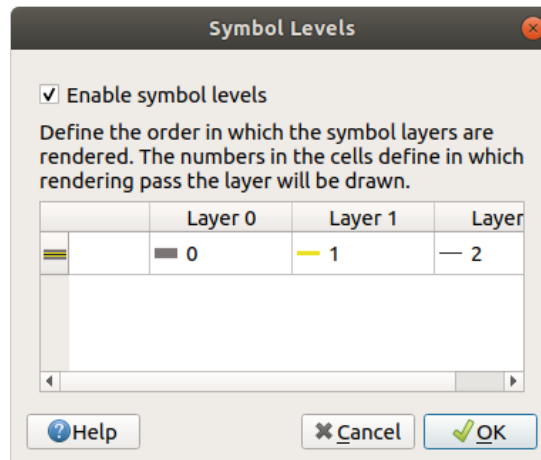 Symbol Levels
Enable symbol levels
Define the order in which the symbol layers are
rendered. The numbers in the cells define in which
rendering pass the layer will be drawn.
Layer 0 Layer 1 Layer
0 1 2
Help Cancel OK